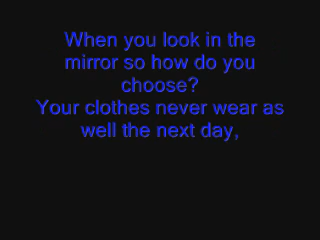 When you look in the
mirror so how do you
choose?
Your clothes never wear as
well the next day,